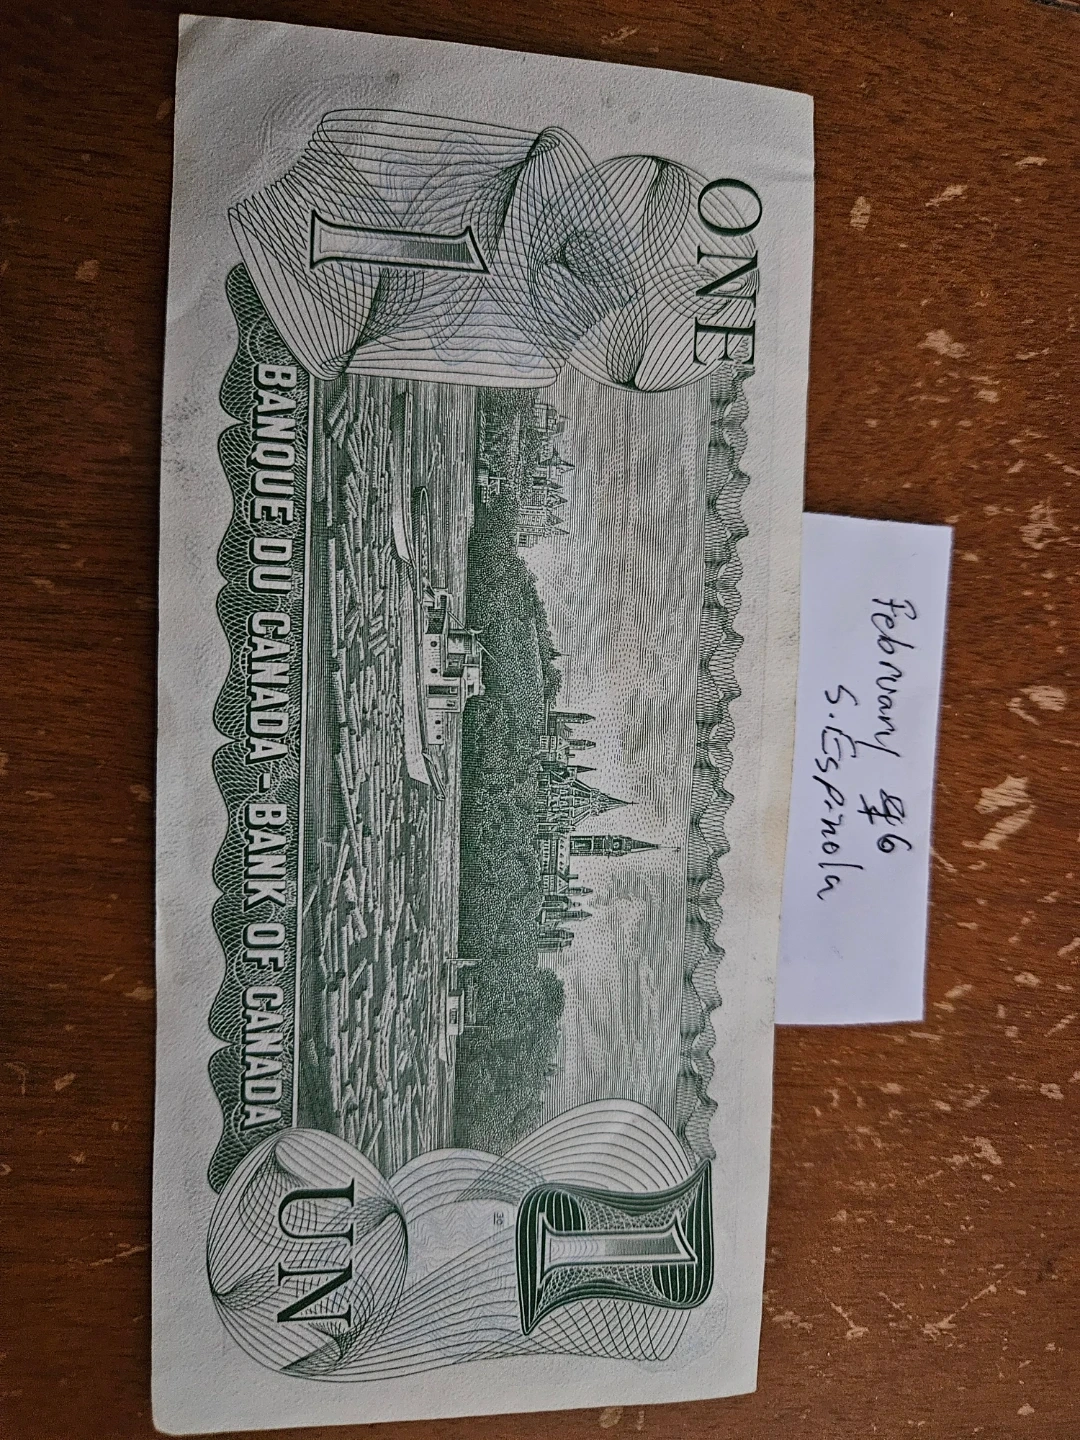 ONE
1
1
BANQUE DU CANADA - BANK OF CANADA
UN
February 6
S. Espinola